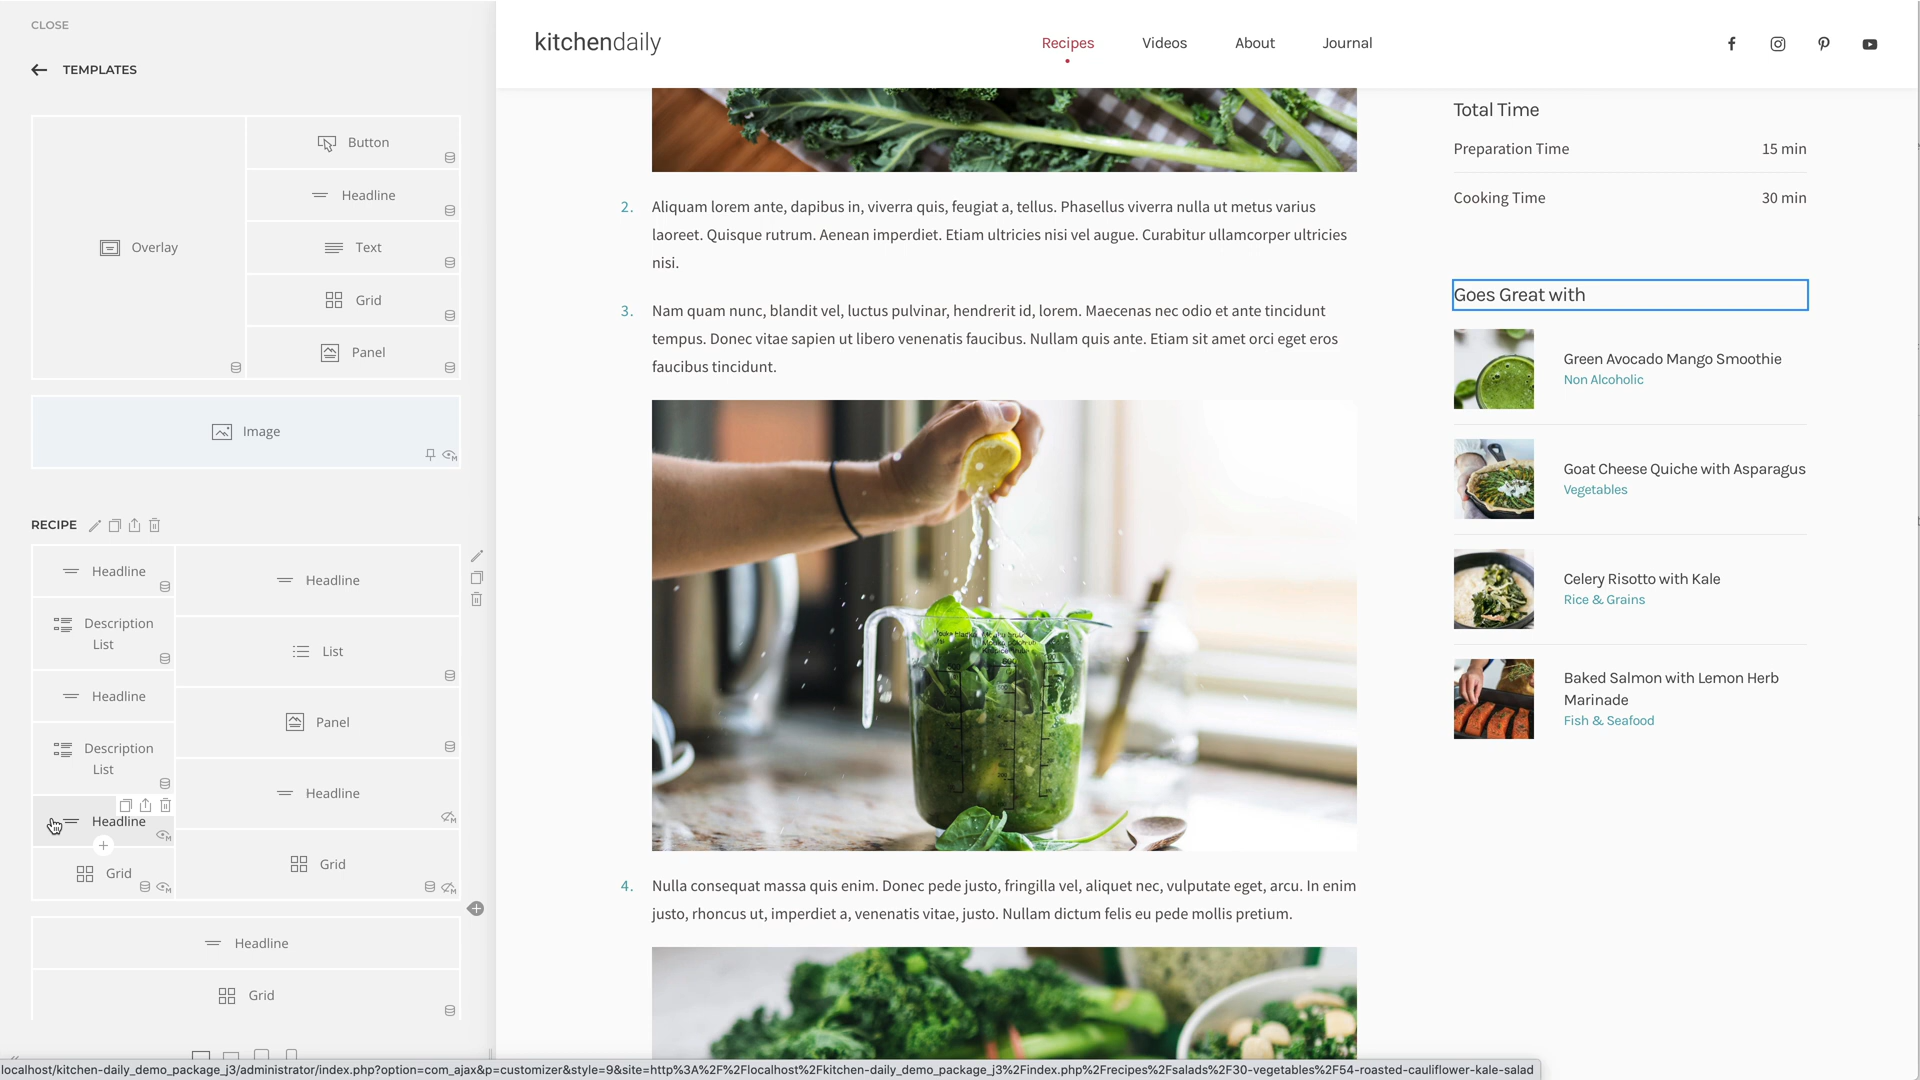 CLOSE
TEMPLATES
Overlay
Button
Headline
Text
Grid
Panel
Image
RECIPE
Headline
Description
List
Headline
Description
List
Headline
Grid
Headline
List
Panel
Headline
Grid
Headline
Grid
kitchendaily
Recipes
Videos
About
Journal
2. Aliquam lorem ante, dapibus in, viverra quis, feugiat a, tellus. Phasellus viverra nulla ut metus varius
laoreet. Quisque rutrum. Aenean imperdiet. Etiam ultricies nisi vel augue. Curabitur ullamcorper ultricies
nisi.
3. Nam quam nunc, blandit vel, luctus pulvinar, hendrerit id, lorem. Maecenas nec odio et ante tincidunt
tempus. Donec vitae sapien ut libero venenatis faucibus. Nullam quis ante. Etiam sit amet orci eget eros
faucibus tincidunt.
4. Nulla consequat massa quis enim. Donec pede justo, fringilla vel, aliquet nec, vulputate eget, arcu. In enim
justo, rhoncus ut, imperdiet a, venenatis vitae, justo. Nullam dictum felis eu pede mollis pretium.
Total Time
Preparation Time 15 min
Cooking Time 30 min
Goes Great with
Green Avocado Mango Smoothie
Non Alcoholic
Goat Cheese Quiche with Asparagus
Vegetables
Celery Risotto with Kale
Rice & Grains
Baked Salmon with Lemon Herb
Marinade
Fish & Seafood
localhost/kitchen-daily_demo_package_j3/administrator/index.php?option=com_ajax&p=customizer&style=9&site=http%3A%2F%2Flocalhost%2Fkitchen-daily_demo_package_j3%2Findex.php%2Frecipes%2Fsalads%2F30-vegetables%2F54-roasted-cauliflower-kale-salad